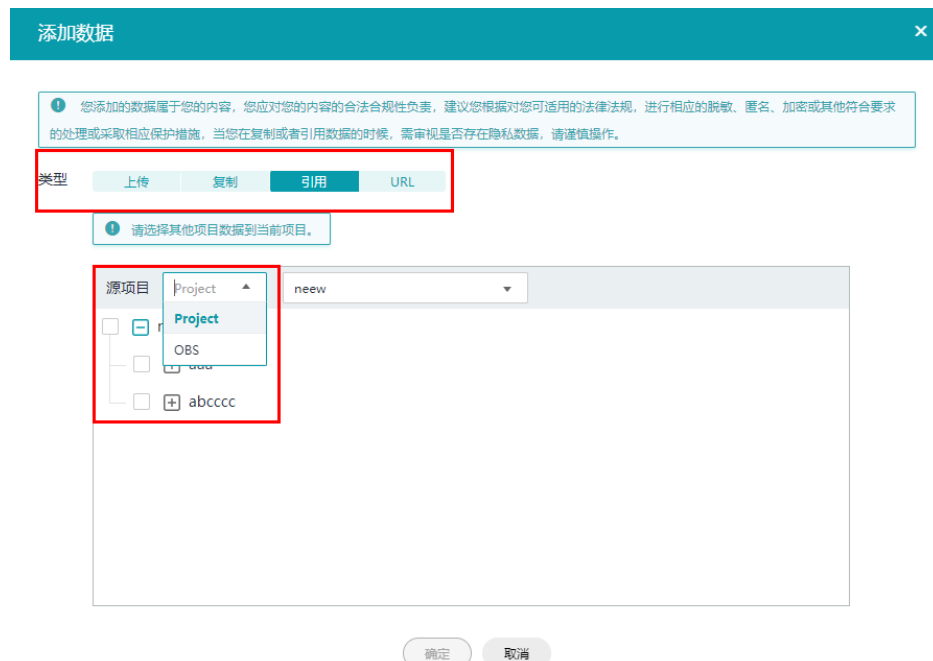 添加数据
您添加的数据属于您的内容，您应对您的内容的合法合规性负责，建议您根据对您可适用的法律法规，进行相应的脱敏、匿名、加密或其他符合要求
的处理或采取相应保护措施，当您在复制或者引用数据的时候，需审视是否存在隐私数据，请谨慎操作。
类型 上传 复制 引用 URL
请选择其他项目数据到当前项目。
源项目 Project neew
Project
OBS
abcccc
确定 取消